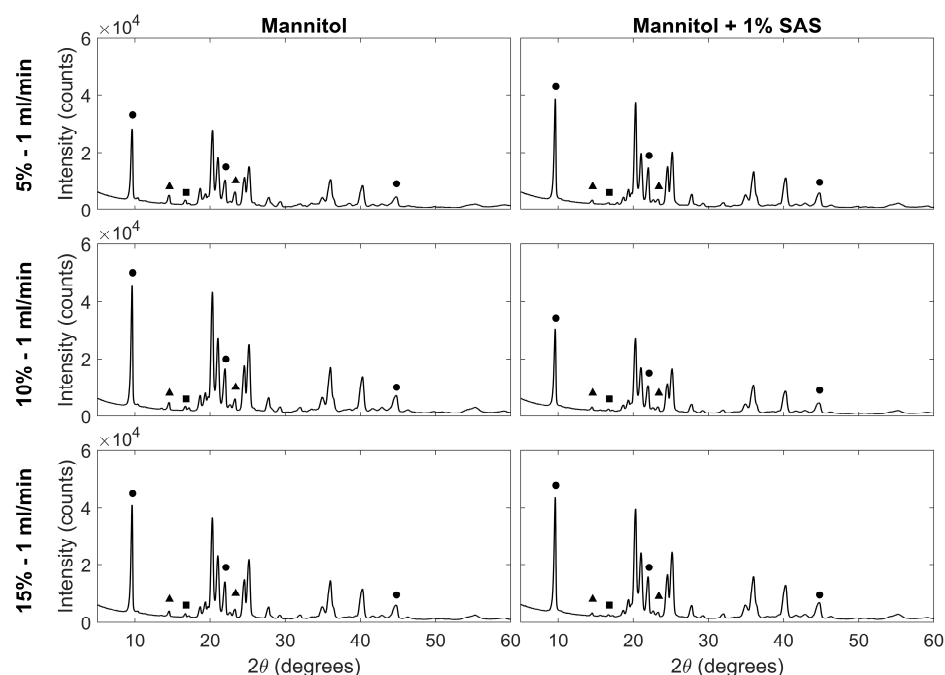 Mannitol
Mannitol + 1% SAS
5% - 1 ml/min
Intensity (counts)
×10⁴
6
4
2
0
10% - 1 ml/min
Intensity (counts)
×10⁴
6
4
2
0
15% - 1 ml/min
Intensity (counts)
×10⁴
6
4
2
0
10 20 30 40 50 60
10 20 30 40 50 60
2θ (degrees)
2θ (degrees)